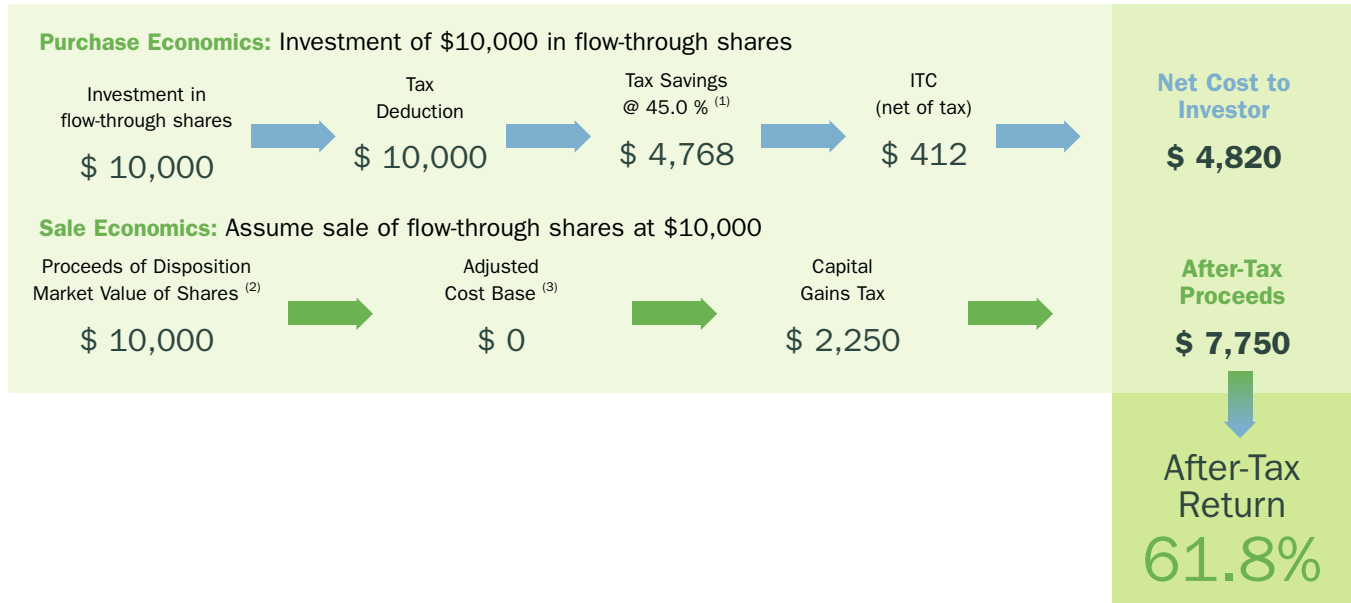 Purchase Economics: Investment of $10,000 in flow-through shares
Investment in
flow-through shares
$ 10,000
Tax
Deduction
$ 10,000
Tax Savings
@ 45.0 % (1)
$ 4,768
ITC
(net of tax)
$ 412
Net Cost to
Investor
$ 4,820
Sale Economics: Assume sale of flow-through shares at $10,000
Proceeds of Disposition
Market Value of Shares (2)
$ 10,000
Adjusted
Cost Base (3)
$ 0
Capital
Gains Tax
$ 2,250
After-Tax
Proceeds
$ 7,750
After-Tax
Return
61.8%